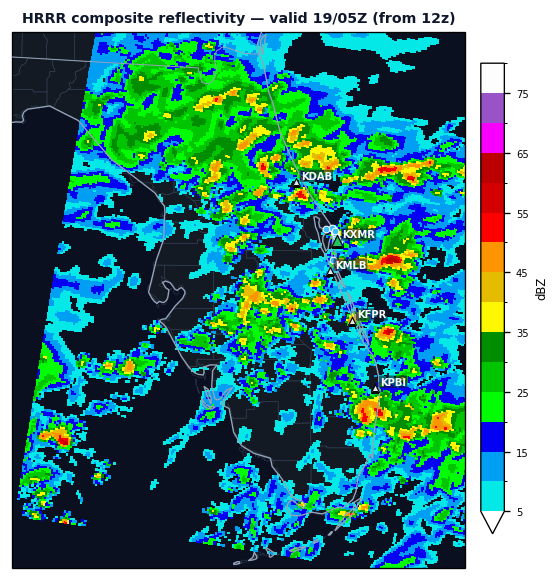 HRRR composite reflectivity — valid 19/05Z (from 12z)
KDAB
KXMR
KMLB
KFPR
KPBI
75
65
55
45
35
25
15
5
dBZ